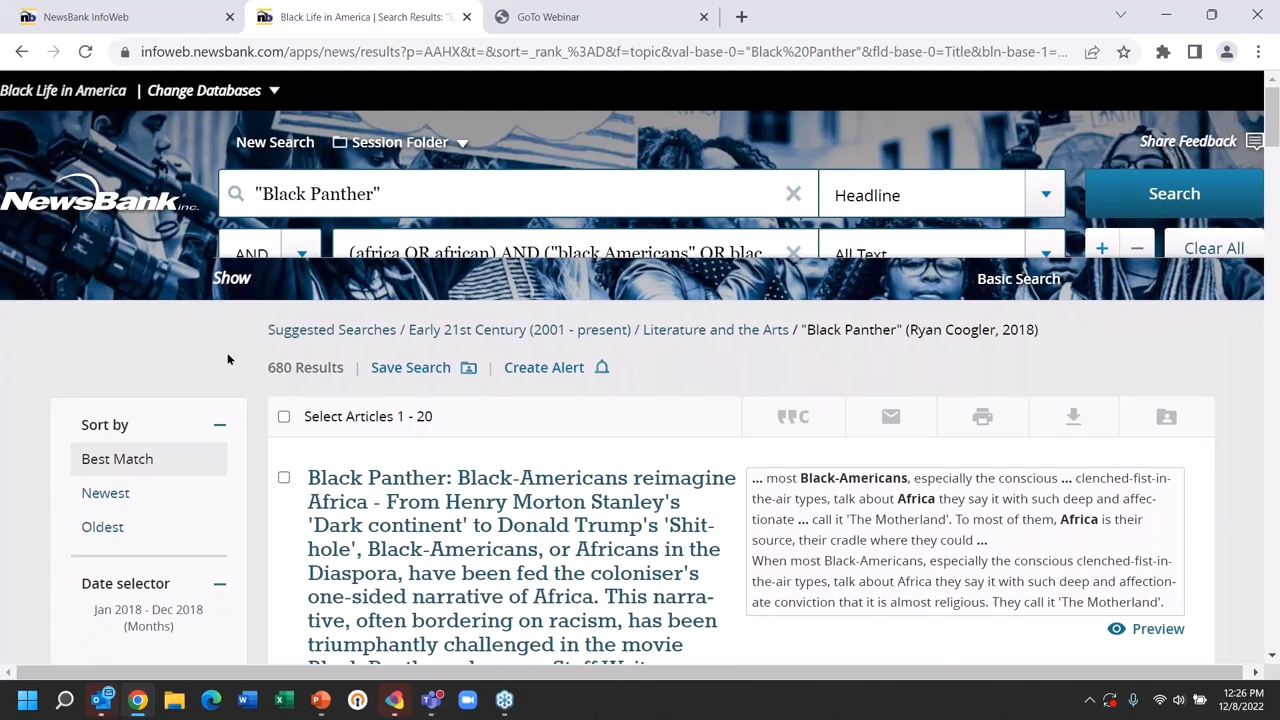 NewsBank InfoWeb
Black Life in America | Search Results: "B
GoTo Webinar
infoweb.newsbank.com/apps/news/results?p=AAHX&t=&sort=_rank_%3AD&f=topic&val-base-0="Black%20Panther"&fld-base-0=Title&bln-base-1=...
Black Life in America | Change Databases
New Search Session Folder
Share Feedback
NewsBank inc.
"Black Panther"
Headline
Search
AND
(africa OR african) AND ("black Americans" OR blac
All Text
Clear All
Show
Basic Search
Suggested Searches / Early 21st Century (2001 - present) / Literature and the Arts / "Black Panther" (Ryan Coogler, 2018)
680 Results | Save Search | Create Alert
Sort by
Best Match
Newest
Oldest
Date selector
Jan 2018 - Dec 2018
(Months)
Select Articles 1 - 20
Black Panther: Black-Americans reimagine
Africa - From Henry Morton Stanley's
'Dark continent' to Donald Trump's 'Shit-
hole', Black-Americans, or Africans in the
Diaspora, have been fed the coloniser's
one-sided narrative of Africa. This narra-
tive, often bordering on racism, has been
triumphantly challenged in the movie
... most Black-Americans, especially the conscious ... clenched-fist-in-
the-air types, talk about Africa they say it with such deep and affec-
tionate ... call it 'The Motherland'. To most of them, Africa is their
source, their cradle where they could ...
When most Black-Americans, especially the conscious clenched-fist-in-
the-air types, talk about Africa they say it with such deep and affection-
ate conviction that it is almost religious. They call it 'The Motherland'.
Preview
12:26 PM
12/8/2022